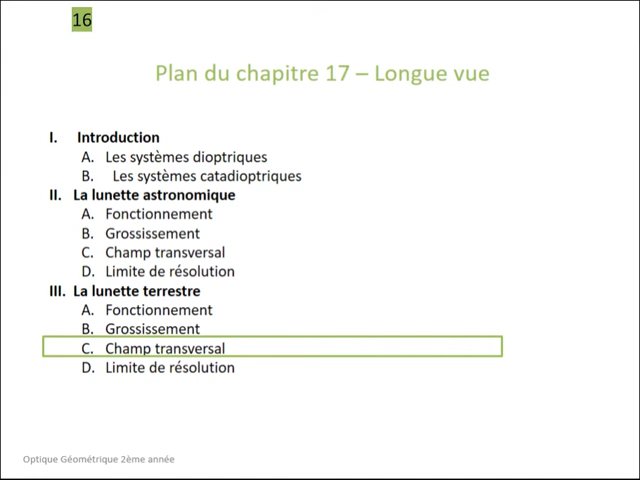 16
Plan du chapitre 17 – Longue vue
I. Introduction
A. Les systèmes dioptriques
B. Les systèmes catadioptriques
II. La lunette astronomique
A. Fonctionnement
B. Grossissement
C. Champ transversal
D. Limite de résolution
III. La lunette terrestre
A. Fonctionnement
B. Grossissement
C. Champ transversal
D. Limite de résolution
Optique Géométrique 2ème année